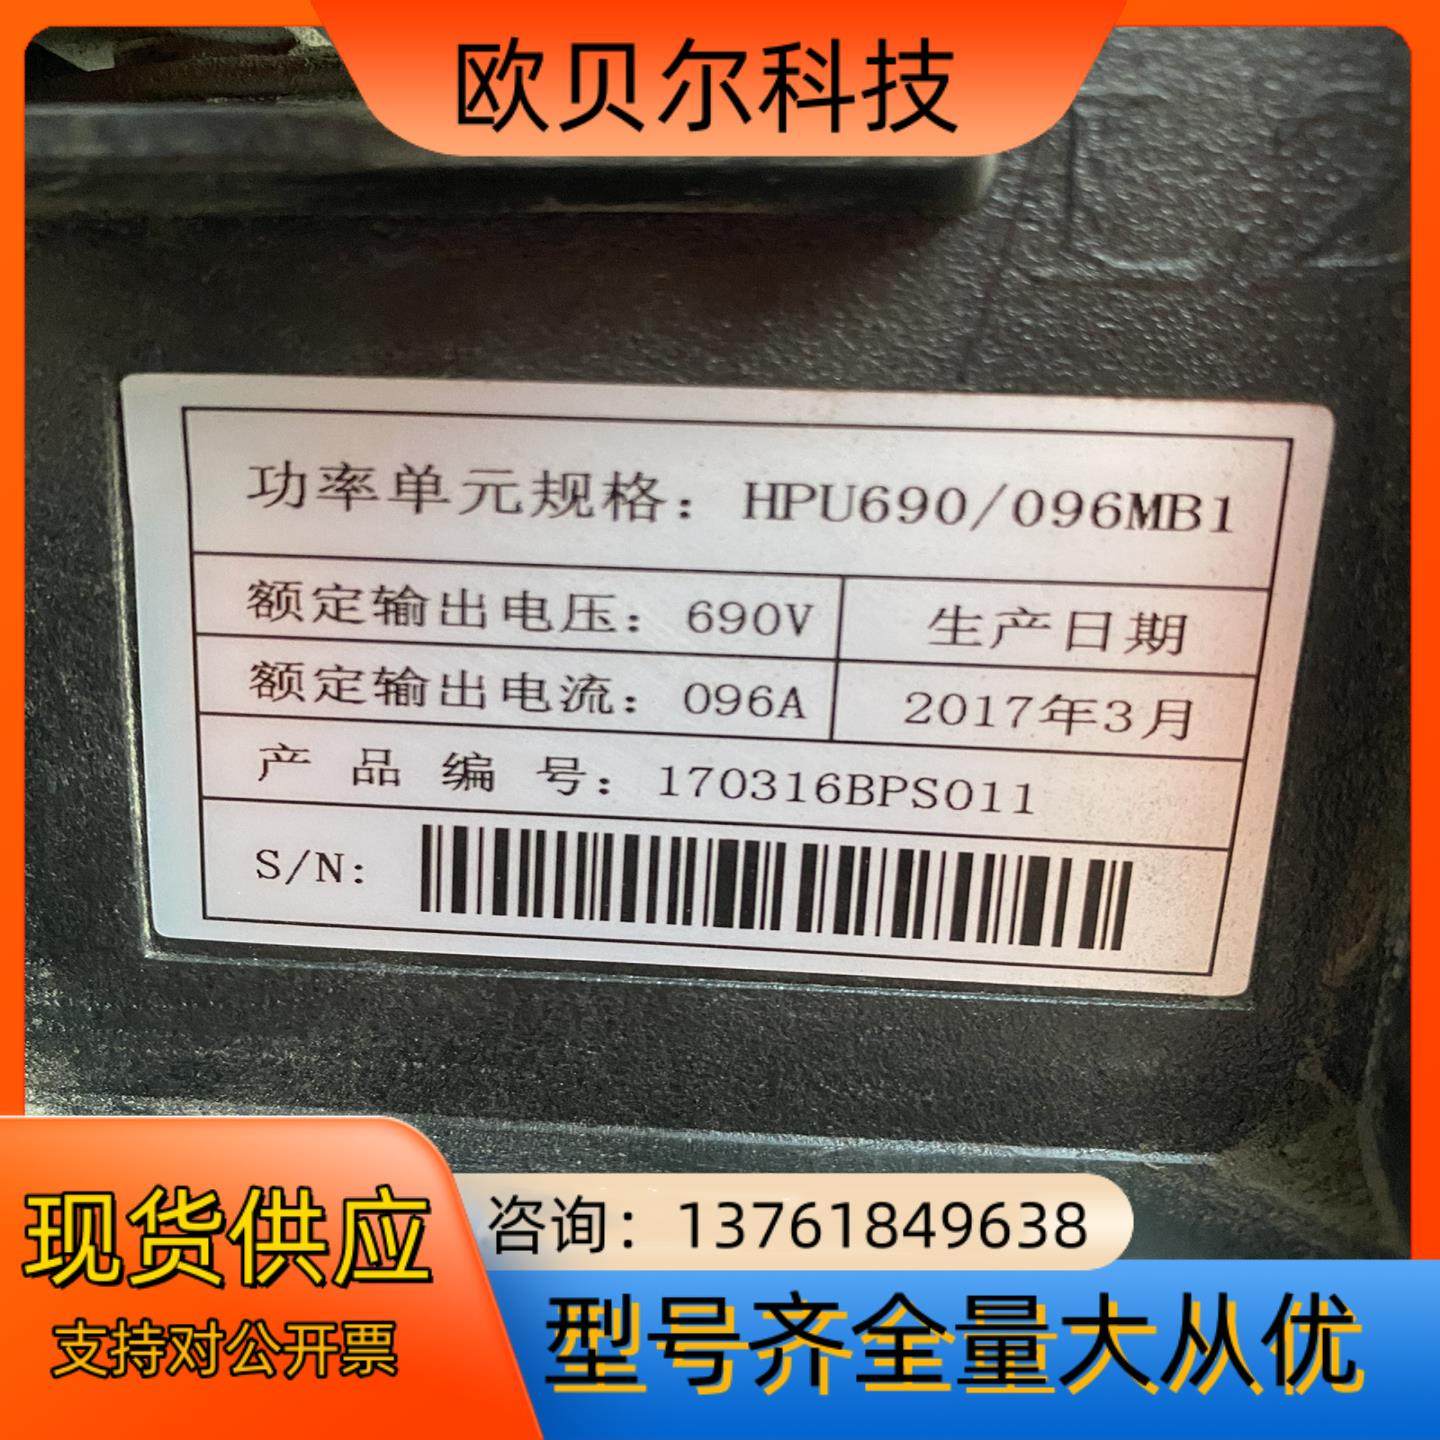 欧贝尔科技
功率单元规格：HPU690/096MB1
额定输出电压：690V
生产日期
额定输出电流：096A
2017年3月
产品编号：170316BPS011
S/N：
现货供应
咨询：13761849638
支持对公开票
型号齐全量大从优